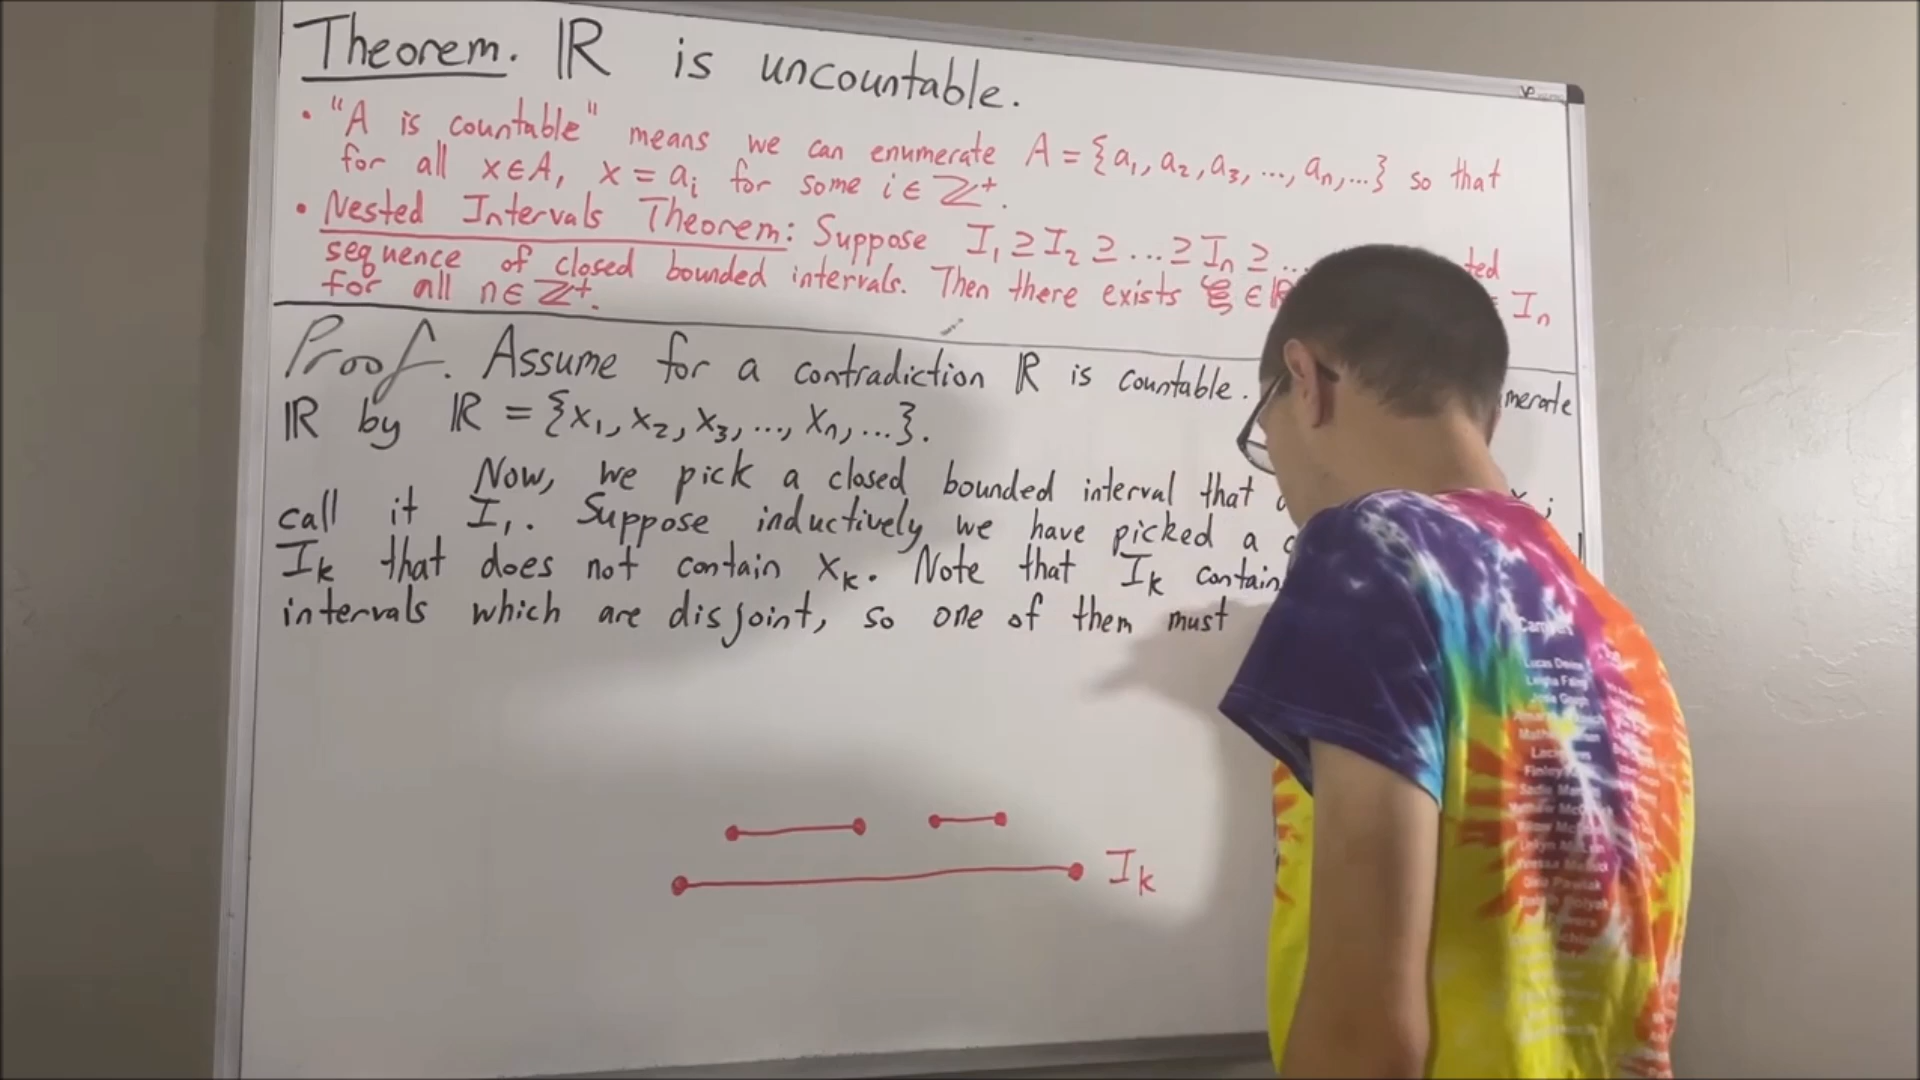 Theorem. ℝ is uncountable.
• "A is countable" means we can enumerate A = {a₁, a₂, a₃, ..., aₙ, ...} so that
for all x ∈ A, x = aᵢ for some i ∈ ℤ⁺.
• Nested Intervals Theorem: Suppose I₁ ⊇ I₂ ⊇ ... ⊇ Iₙ ⊇ ... ted
sequence of closed bounded intervals. Then there exists ξ ∈ ℝ Iₙ
for all n ∈ ℤ⁺.
Proof. Assume for a contradiction ℝ is countable. merate
ℝ by ℝ = {x₁, x₂, x₃, ..., xₙ, ...}.
Now, we pick a closed bounded interval that
call it I₁. Suppose inductively we have picked a
Iₖ that does not contain xₖ. Note that Iₖ contain
intervals which are disjoint, so one of them must
Iₖ